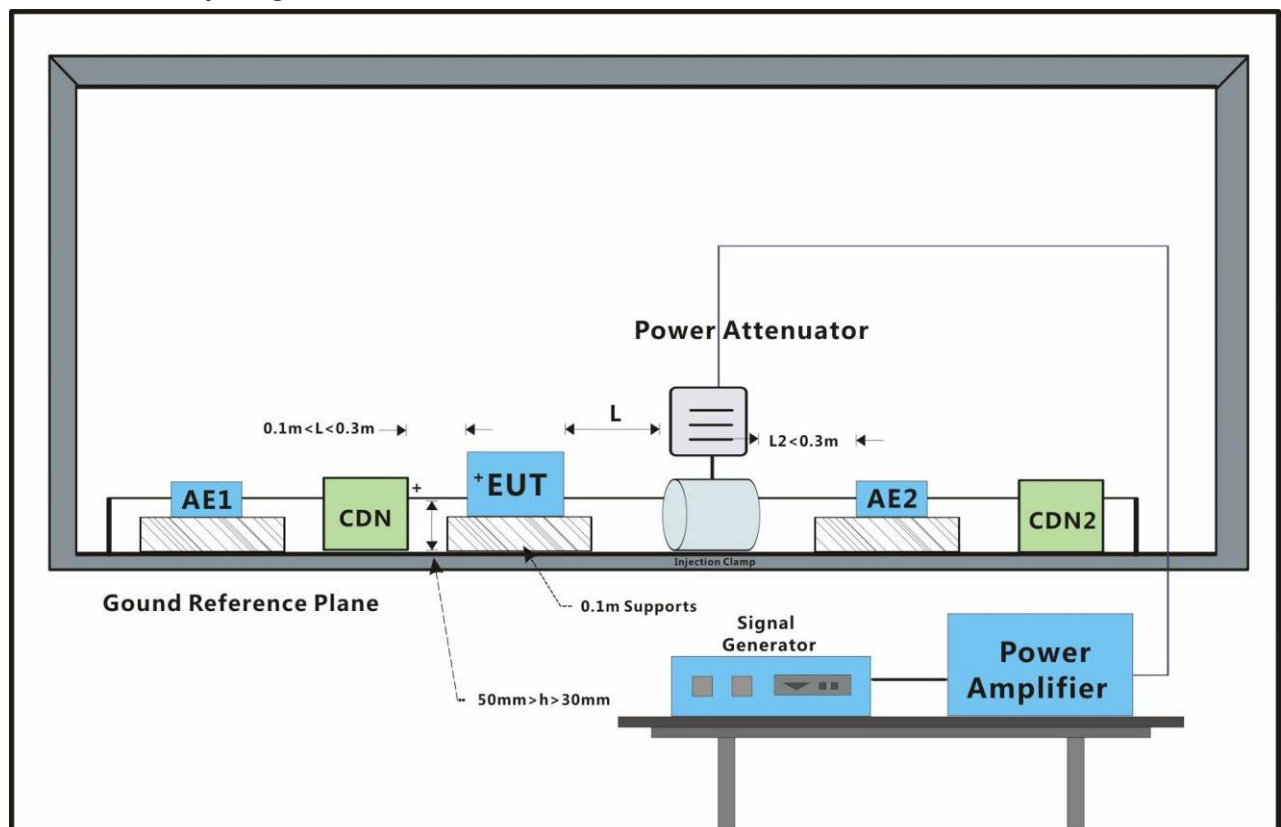 Power Attenuator
L
0.1m<L<0.3m
L2<0.3m
+EUT
AE1
+
CDN
AE2
CDN2
Injection Clamp
Gound Reference Plane
0.1m Supports
Signal
Generator
Power
Amplifier
50mm>h>30mm